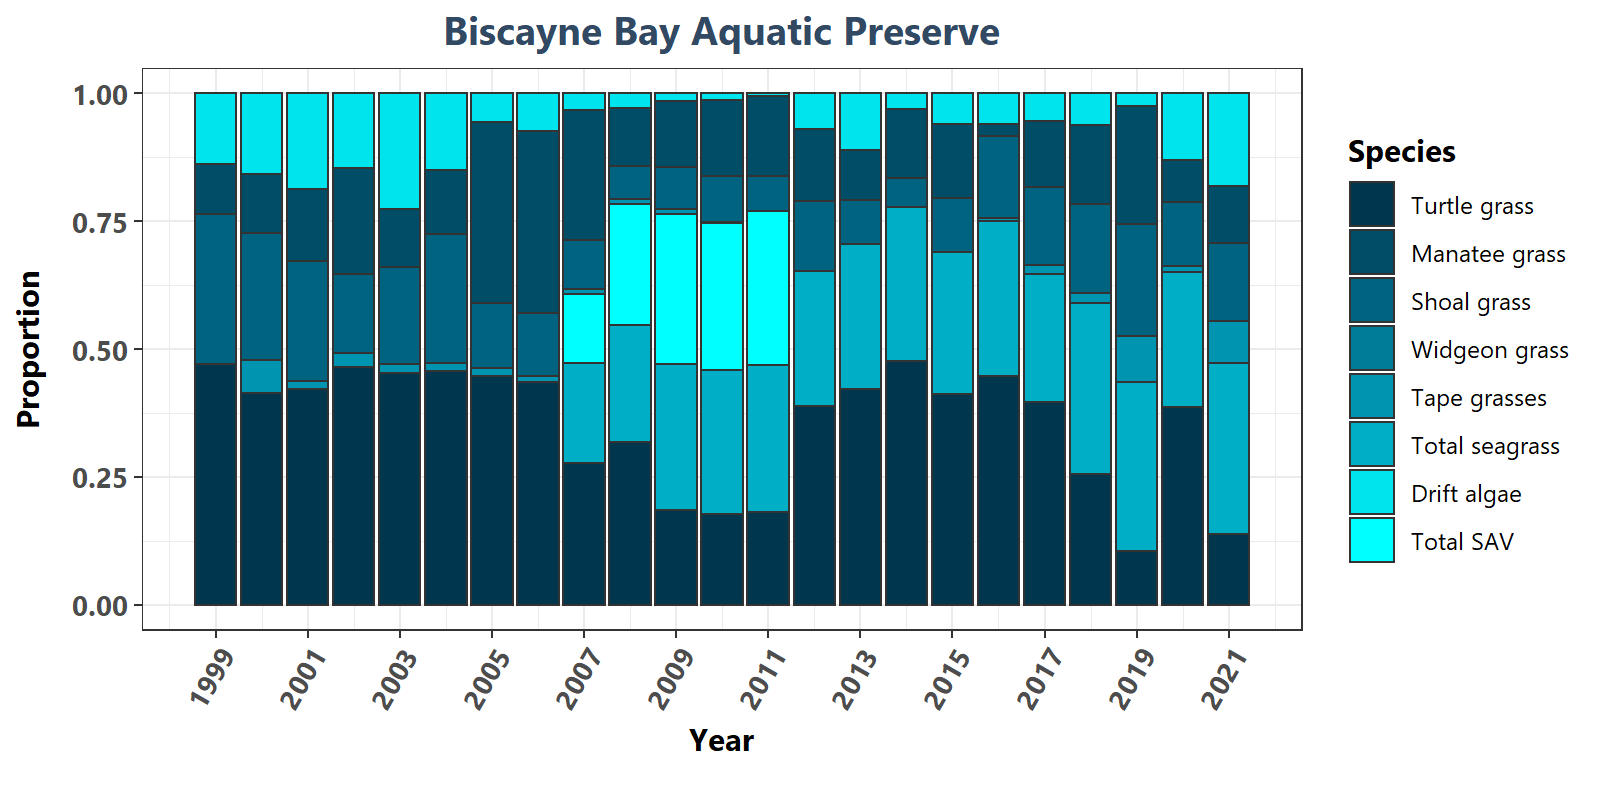 Biscayne Bay Aquatic Preserve
Proportion
1.00
0.75
0.50
0.25
0.00
1999
2001
2003
2005
2007
2009
2011
2013
2015
2017
2019
2021
Year
Species
Turtle grass
Manatee grass
Shoal grass
Widgeon grass
Tape grasses
Total seagrass
Drift algae
Total SAV